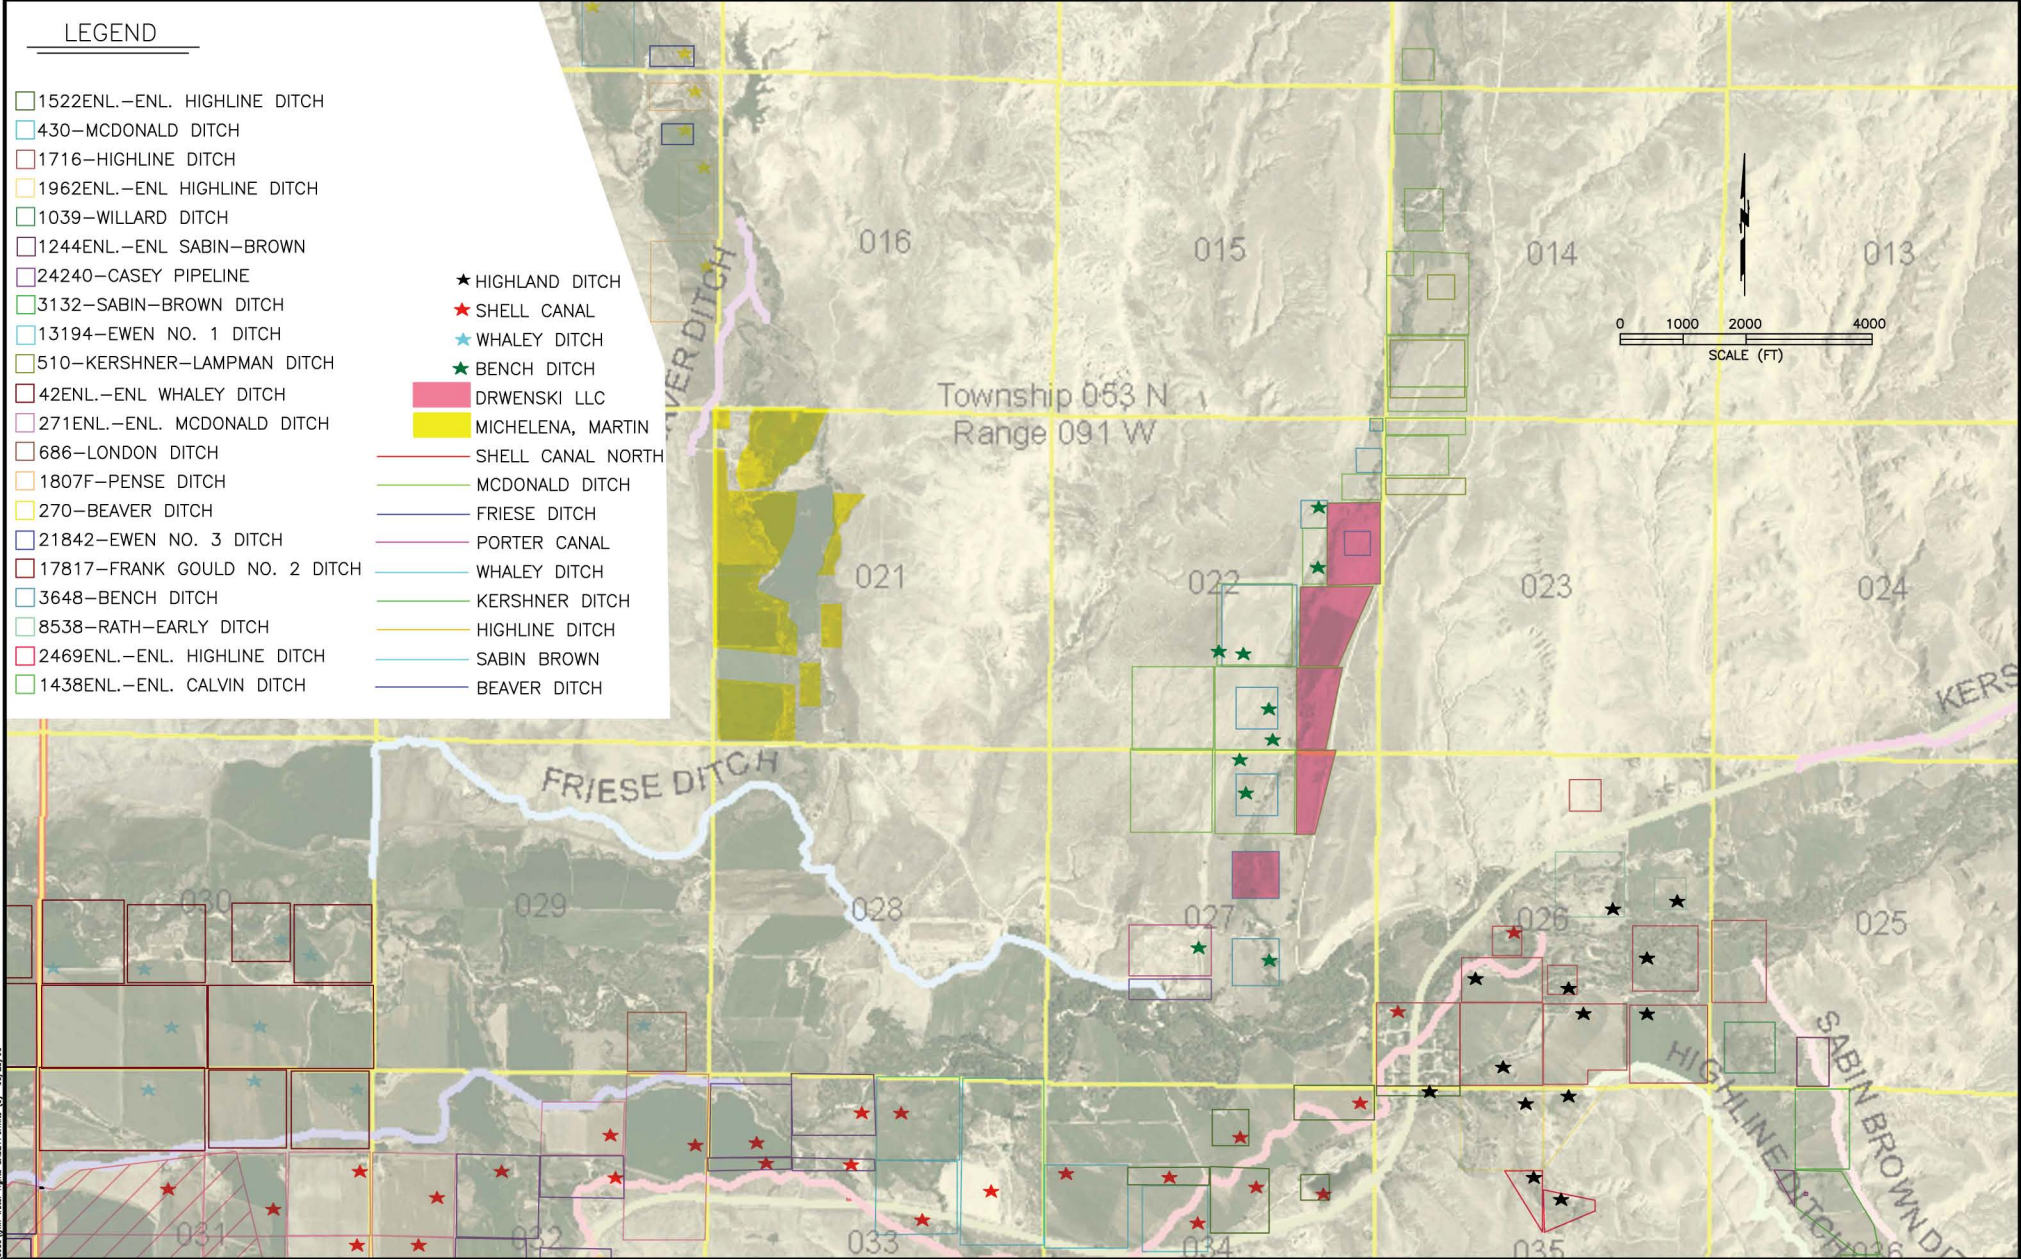 LEGEND
1522ENL.-ENL. HIGHLINE DITCH
430-MCDONALD DITCH
1716-HIGHLINE DITCH
1962ENL.-ENL HIGHLINE DITCH
1039-WILLARD DITCH
1244ENL.-ENL SABIN-BROWN
24240-CASEY PIPELINE
3132-SABIN-BROWN DITCH
13194-EWEN NO. 1 DITCH
510-KERSHNER-LAMPMAN DITCH
42ENL.-ENL WHALEY DITCH
271ENL.-ENL. MCDONALD DITCH
686-LONDON DITCH
1807F-PENSE DITCH
270-BEAVER DITCH
21842-EWEN NO. 3 DITCH
17817-FRANK GOULD NO. 2 DITCH
3648-BENCH DITCH
8538-RATH-EARLY DITCH
2469ENL.-ENL. HIGHLINE DITCH
1438ENL.-ENL. CALVIN DITCH
HIGHLAND DITCH
SHELL CANAL
WHALEY DITCH
BENCH DITCH
DRWENSKI LLC
MICHELENA, MARTIN
SHELL CANAL NORTH
MCDONALD DITCH
FRIESE DITCH
PORTER CANAL
WHALEY DITCH
KERSHNER DITCH
HIGHLINE DITCH
SABIN BROWN
BEAVER DITCH
016
015
014
013
AVER DITCH
0 1000 2000 4000
SCALE (FT)
Township 053 N
Range 091 W
021
022
023
024
KERS
FRIESE DITCH
030
029
028
027
026
025
SABIN BROWN D
HIGHLINE DITCH
031
032
033
034
035
036